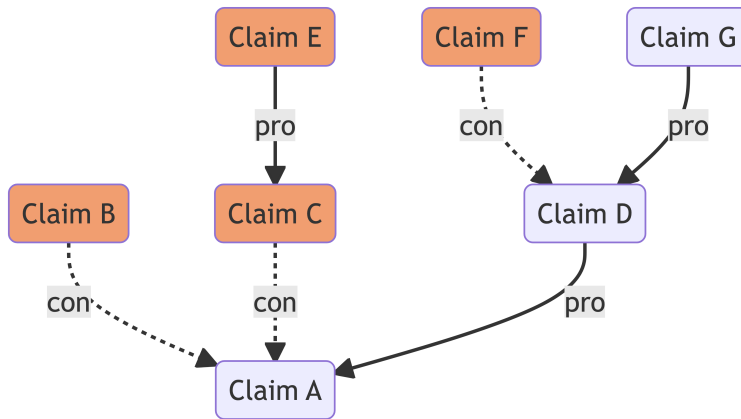 Claim E
Claim F
Claim G
pro
con
pro
Claim B
Claim C
Claim D
con
con
pro
Claim A